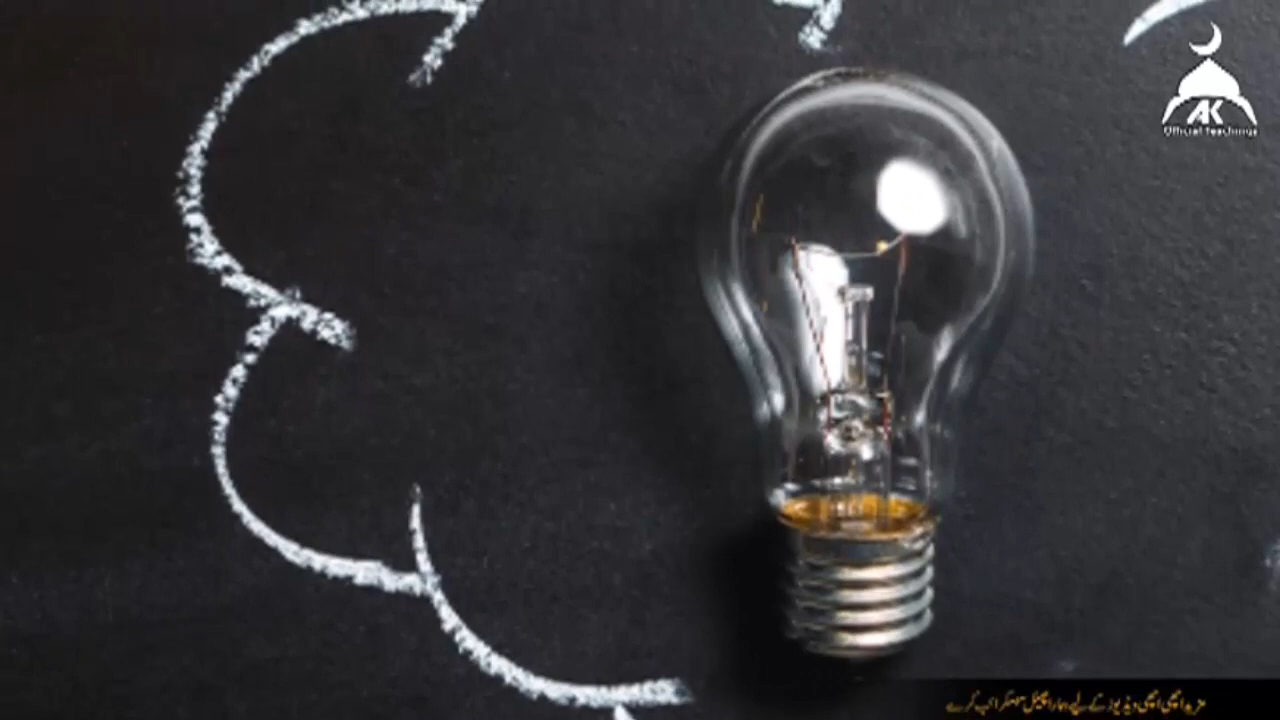 AK
Official teachings
مزید اچھی اچھی ویڈیوز کے لیے ہمارا چینل سبسکرائب کرے